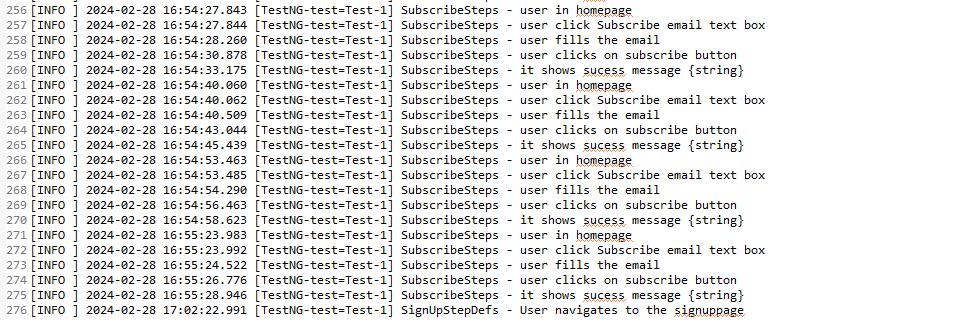 256 [INFO ] 2024-02-28 16:54:27.843 [TestNG-test=Test-1] SubscribeSteps - user in homepage
257 [INFO ] 2024-02-28 16:54:27.844 [TestNG-test=Test-1] SubscribeSteps - user click Subscribe email text box
258 [INFO ] 2024-02-28 16:54:28.260 [TestNG-test=Test-1] SubscribeSteps - user fills the email
259 [INFO ] 2024-02-28 16:54:30.878 [TestNG-test=Test-1] SubscribeSteps - user clicks on subscribe button
260 [INFO ] 2024-02-28 16:54:33.175 [TestNG-test=Test-1] SubscribeSteps - it shows sucess message {string}
261 [INFO ] 2024-02-28 16:54:40.060 [TestNG-test=Test-1] SubscribeSteps - user in homepage
262 [INFO ] 2024-02-28 16:54:40.062 [TestNG-test=Test-1] SubscribeSteps - user click Subscribe email text box
263 [INFO ] 2024-02-28 16:54:40.509 [TestNG-test=Test-1] SubscribeSteps - user fills the email
264 [INFO ] 2024-02-28 16:54:43.044 [TestNG-test=Test-1] SubscribeSteps - user clicks on subscribe button
265 [INFO ] 2024-02-28 16:54:45.439 [TestNG-test=Test-1] SubscribeSteps - it shows sucess message {string}
266 [INFO ] 2024-02-28 16:54:53.463 [TestNG-test=Test-1] SubscribeSteps - user in homepage
267 [INFO ] 2024-02-28 16:54:53.485 [TestNG-test=Test-1] SubscribeSteps - user click Subscribe email text box
268 [INFO ] 2024-02-28 16:54:54.290 [TestNG-test=Test-1] SubscribeSteps - user fills the email
269 [INFO ] 2024-02-28 16:54:56.463 [TestNG-test=Test-1] SubscribeSteps - user clicks on subscribe button
270 [INFO ] 2024-02-28 16:54:58.623 [TestNG-test=Test-1] SubscribeSteps - it shows sucess message {string}
271 [INFO ] 2024-02-28 16:55:23.983 [TestNG-test=Test-1] SubscribeSteps - user in homepage
272 [INFO ] 2024-02-28 16:55:23.992 [TestNG-test=Test-1] SubscribeSteps - user click Subscribe email text box
273 [INFO ] 2024-02-28 16:55:24.522 [TestNG-test=Test-1] SubscribeSteps - user fills the email
274 [INFO ] 2024-02-28 16:55:26.776 [TestNG-test=Test-1] SubscribeSteps - user clicks on subscribe button
275 [INFO ] 2024-02-28 16:55:28.946 [TestNG-test=Test-1] SubscribeSteps - it shows sucess message {string}
276 [INFO ] 2024-02-28 17:02:22.991 [TestNG-test=Test-1] SignUpStepDefs - User navigates to the signuppage